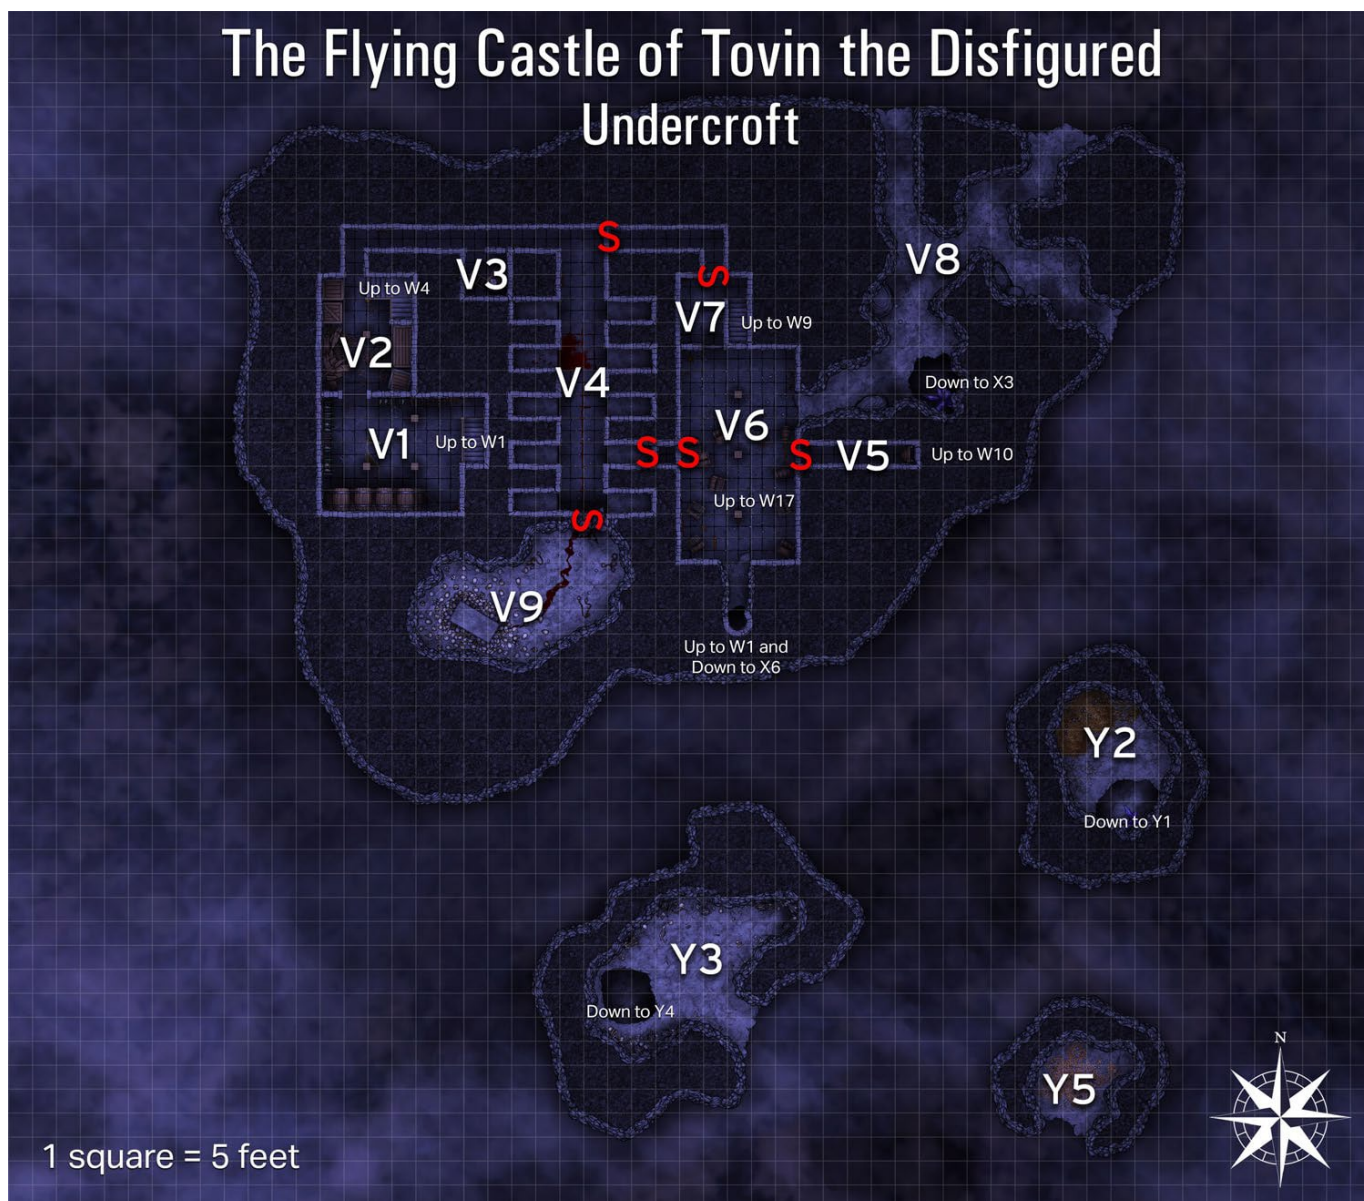 The Flying Castle of Tovin the Disfigured
Undercroft
S
V3
S
V8
Up to W4
V7
Up to W9
V2
V4
Down to X3
V6
V1
Up to W1
S
S
S
V5
Up to W10
Up to W17
S
V9
Up to W1 and
Down to X6
Y2
Down to Y1
Y3
Down to Y4
N
Y5
1 square = 5 feet